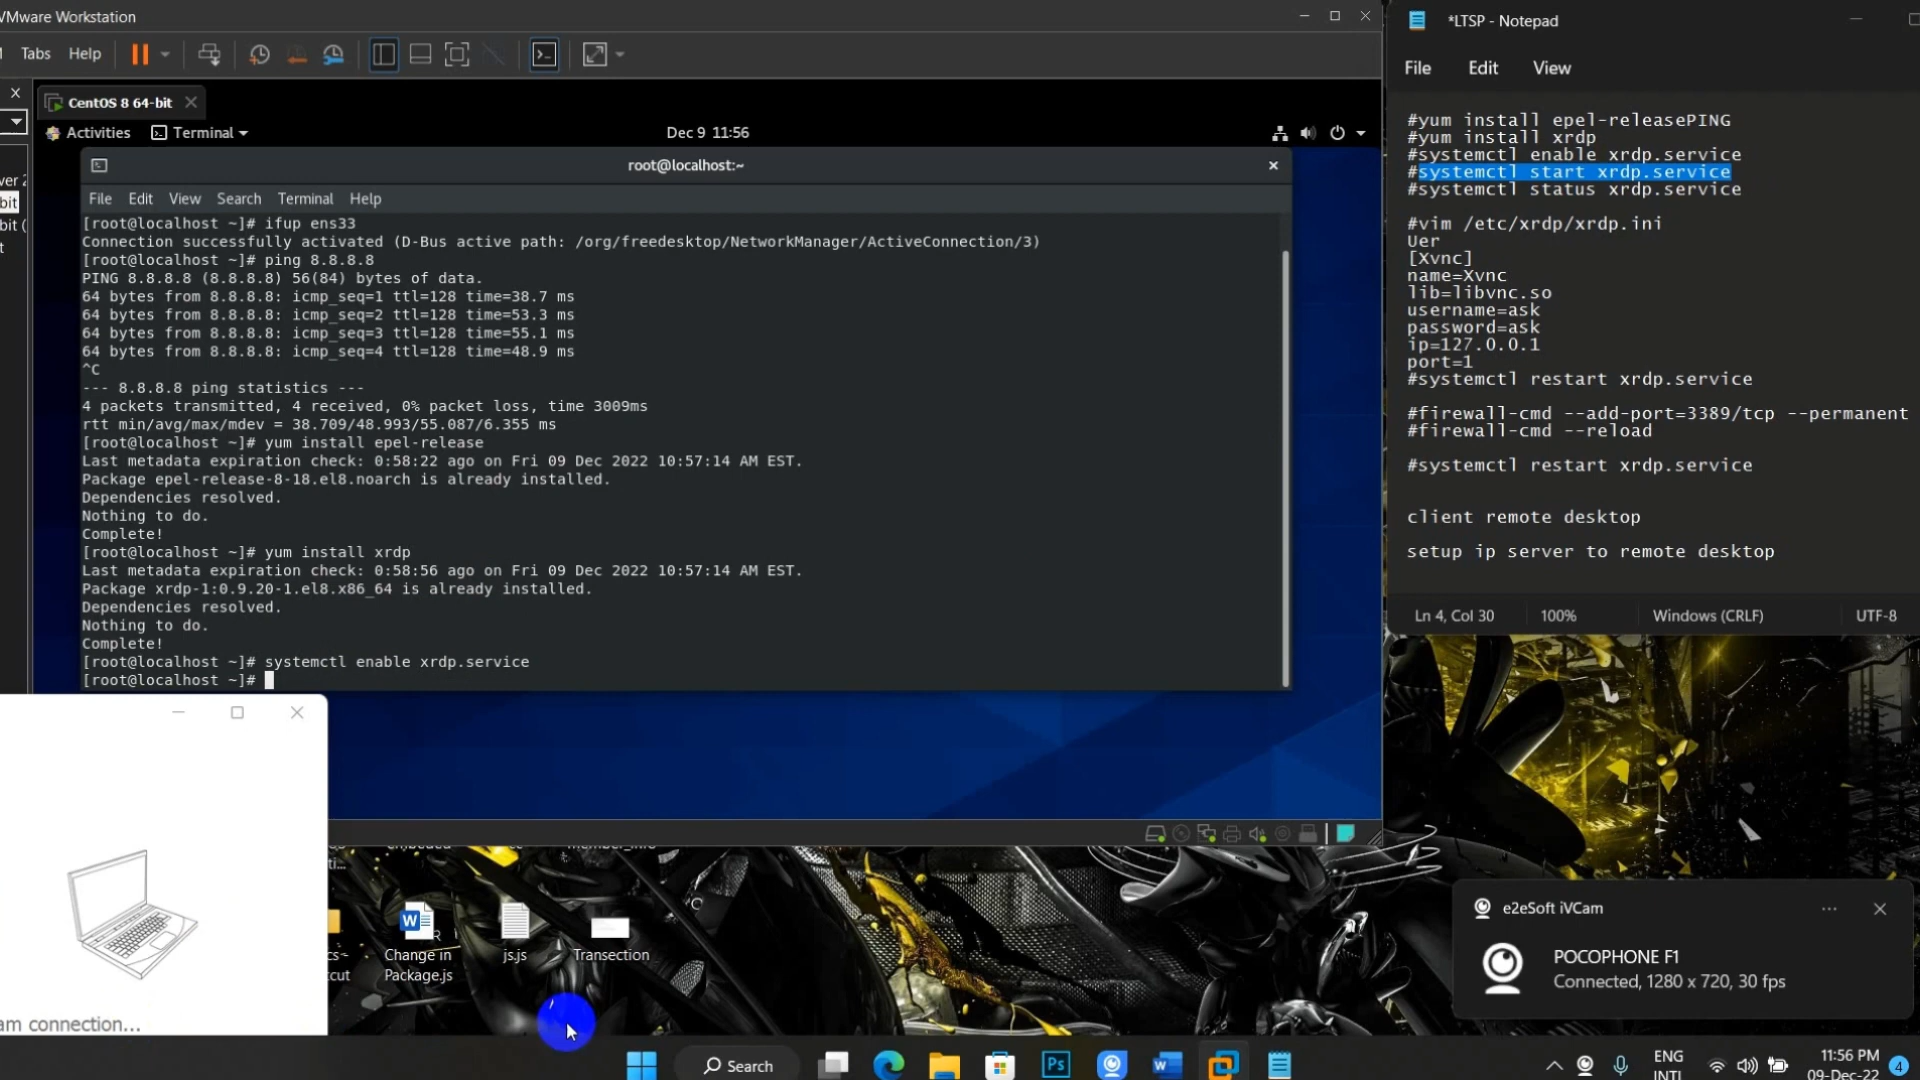 VMware Workstation
Tabs Help
CentOS 8 64-bit
Activities Terminal Dec 9 11:56
root@localhost:~
File Edit View Search Terminal Help
[root@localhost ~]# ifup ens33
Connection successfully activated (D-Bus active path: /org/freedesktop/NetworkManager/ActiveConnection/3)
[root@localhost ~]# ping 8.8.8.8
PING 8.8.8.8 (8.8.8.8) 56(84) bytes of data.
64 bytes from 8.8.8.8: icmp_seq=1 ttl=128 time=38.7 ms
64 bytes from 8.8.8.8: icmp_seq=2 ttl=128 time=53.3 ms
64 bytes from 8.8.8.8: icmp_seq=3 ttl=128 time=55.1 ms
64 bytes from 8.8.8.8: icmp_seq=4 ttl=128 time=48.9 ms
^C
--- 8.8.8.8 ping statistics ---
4 packets transmitted, 4 received, 0% packet loss, time 3009ms
rtt min/avg/max/mdev = 38.709/48.993/55.087/6.355 ms
[root@localhost ~]# yum install epel-release
Last metadata expiration check: 0:58:22 ago on Fri 09 Dec 2022 10:57:14 AM EST.
Package epel-release-8-18.el8.noarch is already installed.
Dependencies resolved.
Nothing to do.
Complete!
[root@localhost ~]# yum install xrdp
Last metadata expiration check: 0:58:56 ago on Fri 09 Dec 2022 10:57:14 AM EST.
Package xrdp-1:0.9.20-1.el8.x86_64 is already installed.
Dependencies resolved.
Nothing to do.
Complete!
[root@localhost ~]# systemctl enable xrdp.service
[root@localhost ~]#
*LTSP - Notepad
File Edit View
#yum install epel-releasePING
#yum install xrdp
#systemctl enable xrdp.service
#systemctl start xrdp.service
#systemctl status xrdp.service
#vim /etc/xrdp/xrdp.ini
Uer
[Xvnc]
name=Xvnc
lib=libvnc.so
username=ask
password=ask
ip=127.0.0.1
port=1
#systemctl restart xrdp.service
#firewall-cmd --add-port=3389/tcp --permanent
#firewall-cmd --reload
#systemctl restart xrdp.service
client remote desktop
setup ip server to remote desktop
Ln 4, Col 30 100% Windows (CRLF) UTF-8
Change in
Package.js
js.js
Transection
am connection...
e2eSoft iVCam
POCOPHONE F1
Connected, 1280 x 720, 30 fps
Search
Ps
ENG
INTL
11:56 PM
09-Dec-22
4